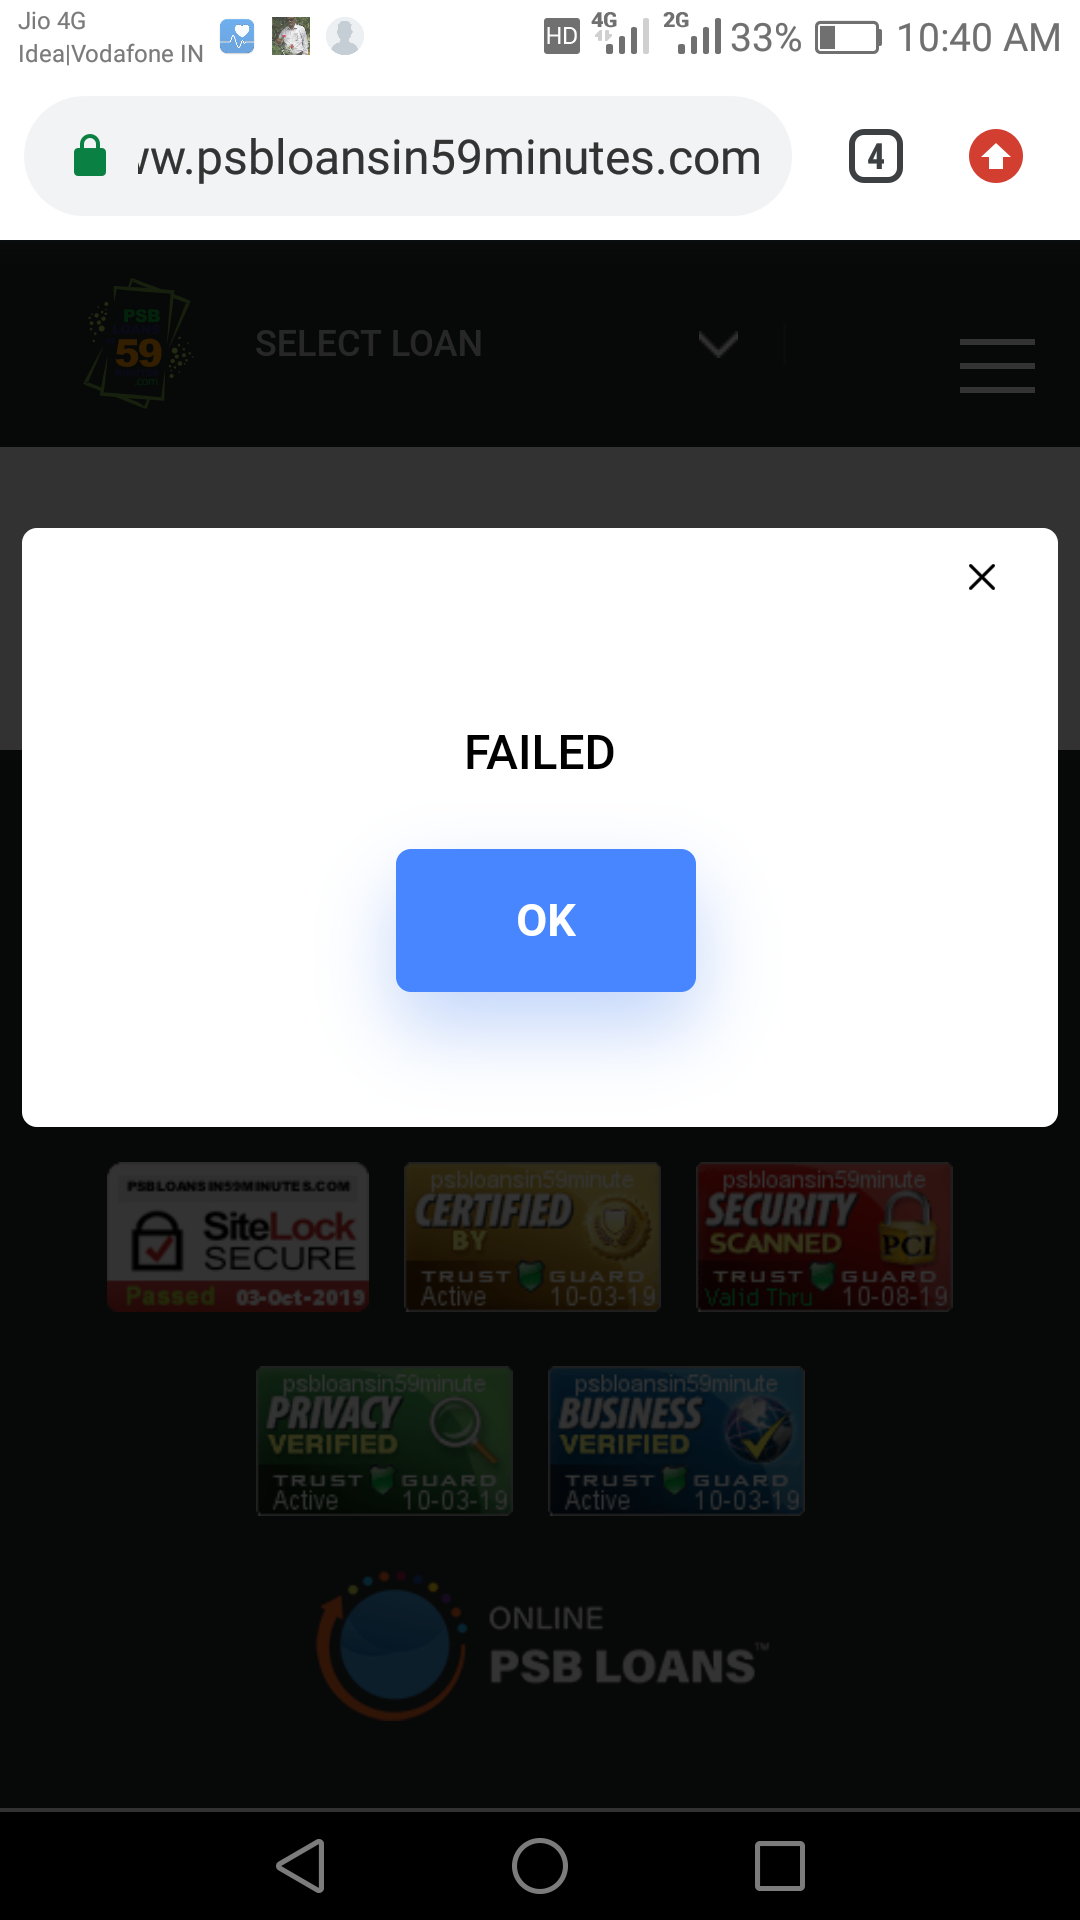 Jio 4G
Idea|Vodafone IN
HD
4G
2G
33%
10:40 AM
w.psbloansin59minutes.com
4
PSB
59
.com
SELECT LOAN
FAILED
OK
PSBLOANSIN59MINUTES.COM
SiteLock
SECURE
Passed 03-Oct-2019
psbloansin59minute
CERTIFIED
BY
TRUST GUARD
Active 10-03-19
psbloansin59minute
SECURITY
SCANNED PCI
TRUST GUARD
Valid Thru 10-08-19
psbloansin59minute
PRIVACY
VERIFIED
TRUST GUARD
Active 10-03-19
psbloansin59minute
BUSINESS
VERIFIED
TRUST GUARD
Active 10-03-19
ONLINE
PSB LOANS™